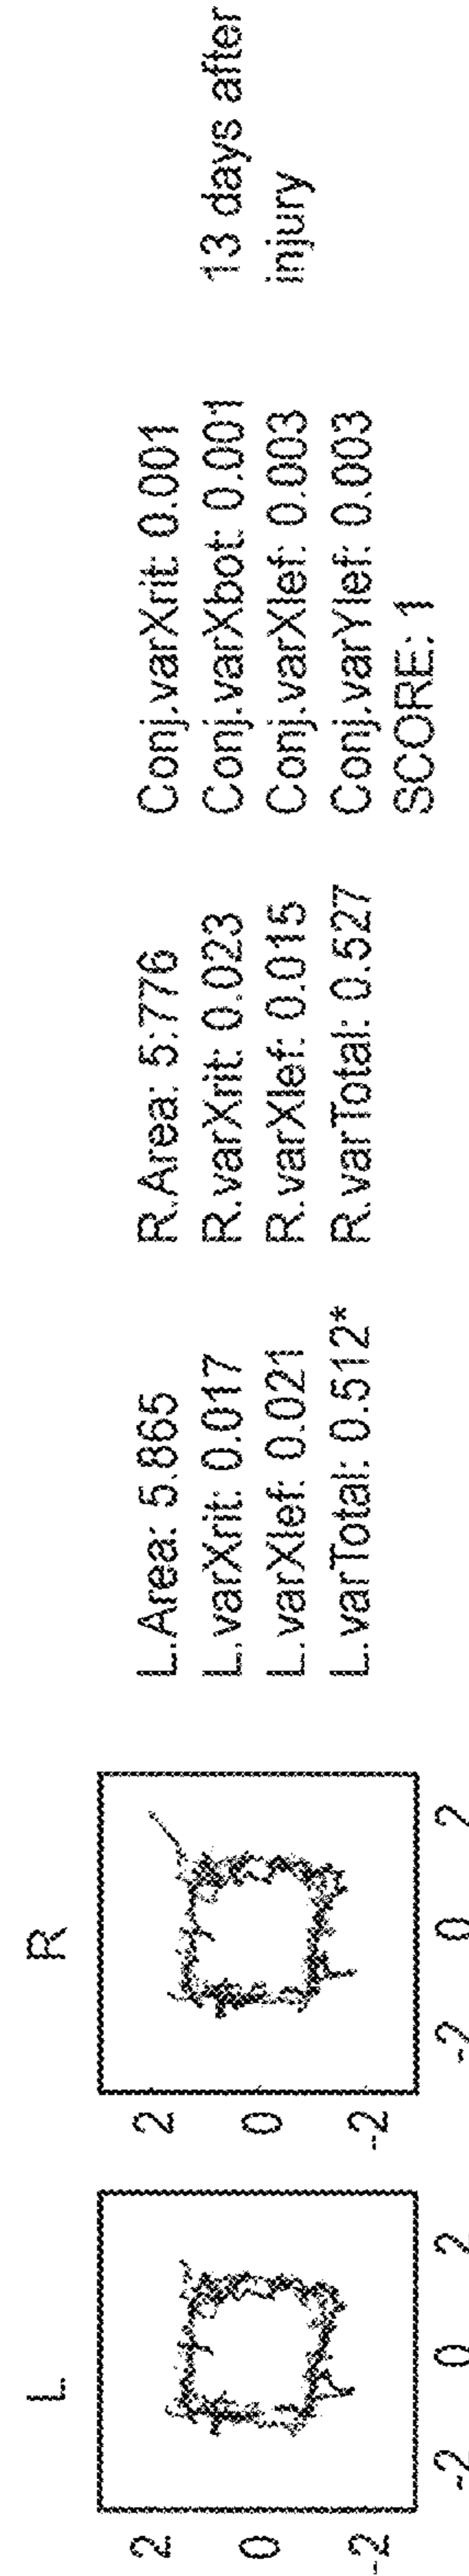 L
2
0
-2
-2 0 2
R
2
0
-2
-2 0 2
L.Area: 5.865
L.varXrit: 0.017
L.varXlef: 0.021
L.varTotal: 0.512*
R.Area: 5.776
R.varXrit: 0.023
R.varXlef: 0.015
R.varTotal: 0.527
Conj.varXrit: 0.001
Conj.varXbot: 0.001
Conj.varXlef: 0.003
Conj.varYlef: 0.003
SCORE: 1
13 days after
injury